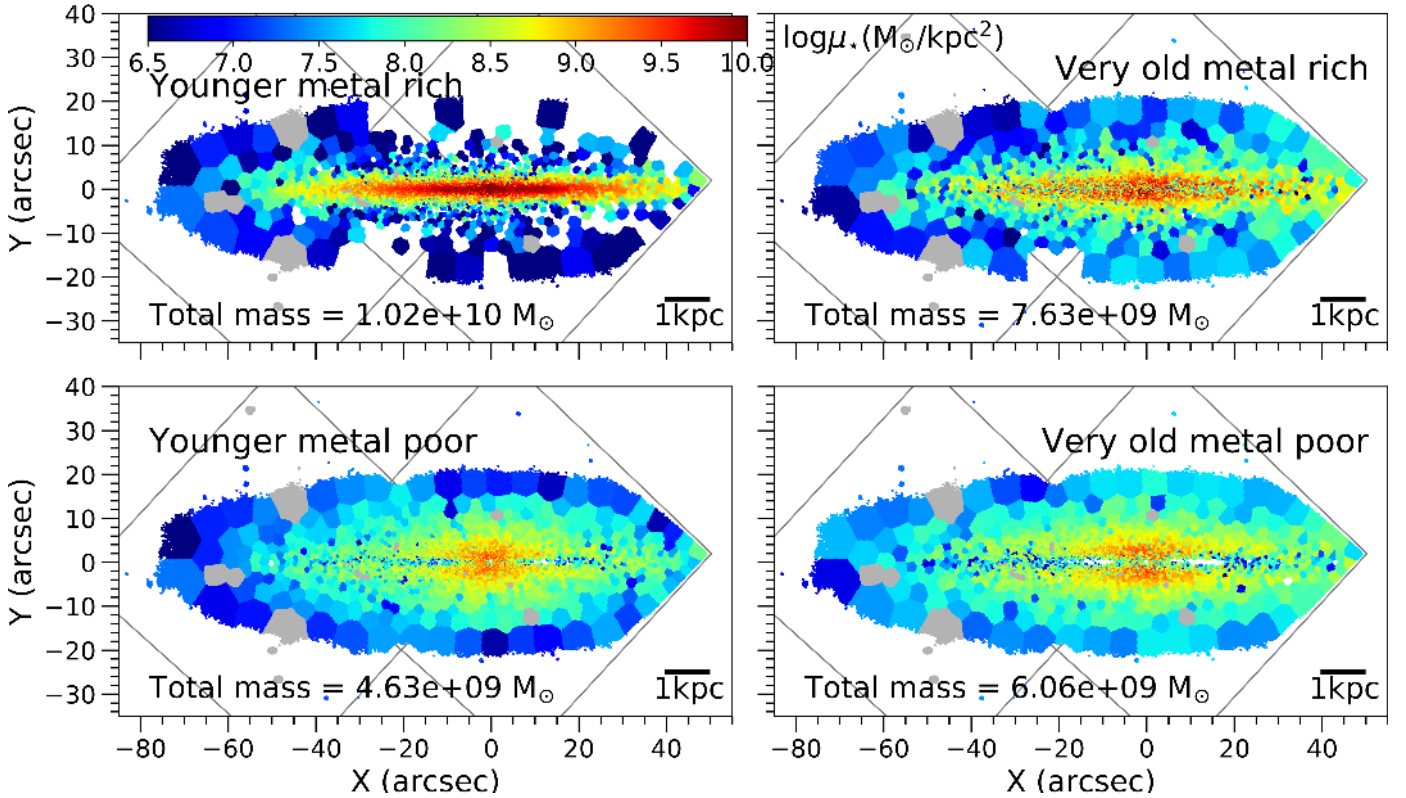 40
30
20
10
0
−10
−20
−30
Y (arcsec)
6.5 7.0 7.5 8.0 8.5 9.0 9.5 10.0
Younger metal rich
Total mass = 1.02e+10 M☉
1kpc
logμ⋆(M☉/kpc²)
Very old metal rich
Total mass = 7.63e+09 M☉
1kpc
40
30
20
10
0
−10
−20
−30
Y (arcsec)
Younger metal poor
Total mass = 4.63e+09 M☉
1kpc
−80 −60 −40 −20 0 20 40
X (arcsec)
Very old metal poor
Total mass = 6.06e+09 M☉
1kpc
−80 −60 −40 −20 0 20 40
X (arcsec)